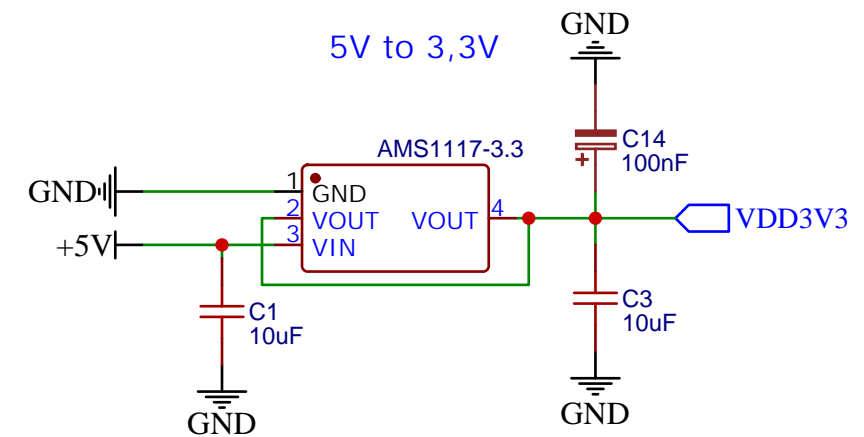 GND
5V to 3,3V
C14
100nF
+
AMS1117-3.3
1
GND
GND
2
VOUT
VOUT
4
VDD3V3
3
VIN
+5V
C1
10uF
C3
10uF
GND
GND